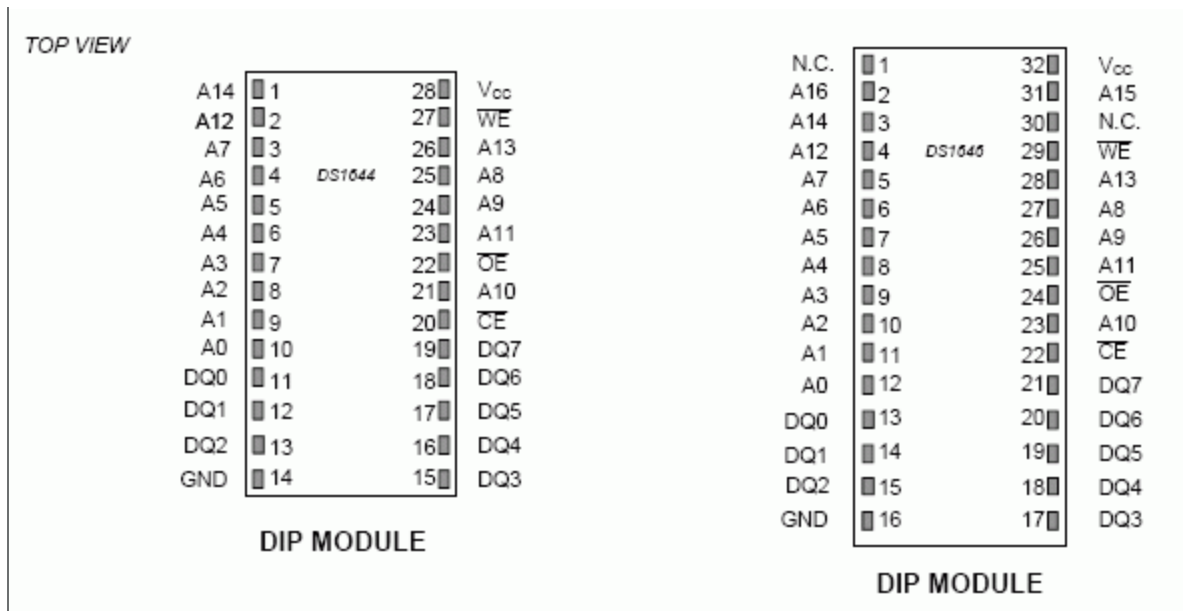 TOP VIEW
A14 1 28 Vcc
A12 2 27 WE
A7 3 26 A13
A6 4 DS1644 25 A8
A5 5 24 A9
A4 6 23 A11
A3 7 22 OE
A2 8 21 A10
A1 9 20 CE
A0 10 19 DQ7
DQ0 11 18 DQ6
DQ1 12 17 DQ5
DQ2 13 16 DQ4
GND 14 15 DQ3
DIP MODULE
N.C. 1 32 Vcc
A16 2 31 A15
A14 3 30 N.C.
A12 4 DS1646 29 WE
A7 5 28 A13
A6 6 27 A8
A5 7 26 A9
A4 8 25 A11
A3 9 24 OE
A2 10 23 A10
A1 11 22 CE
A0 12 21 DQ7
DQ0 13 20 DQ6
DQ1 14 19 DQ5
DQ2 15 18 DQ4
GND 16 17 DQ3
DIP MODULE